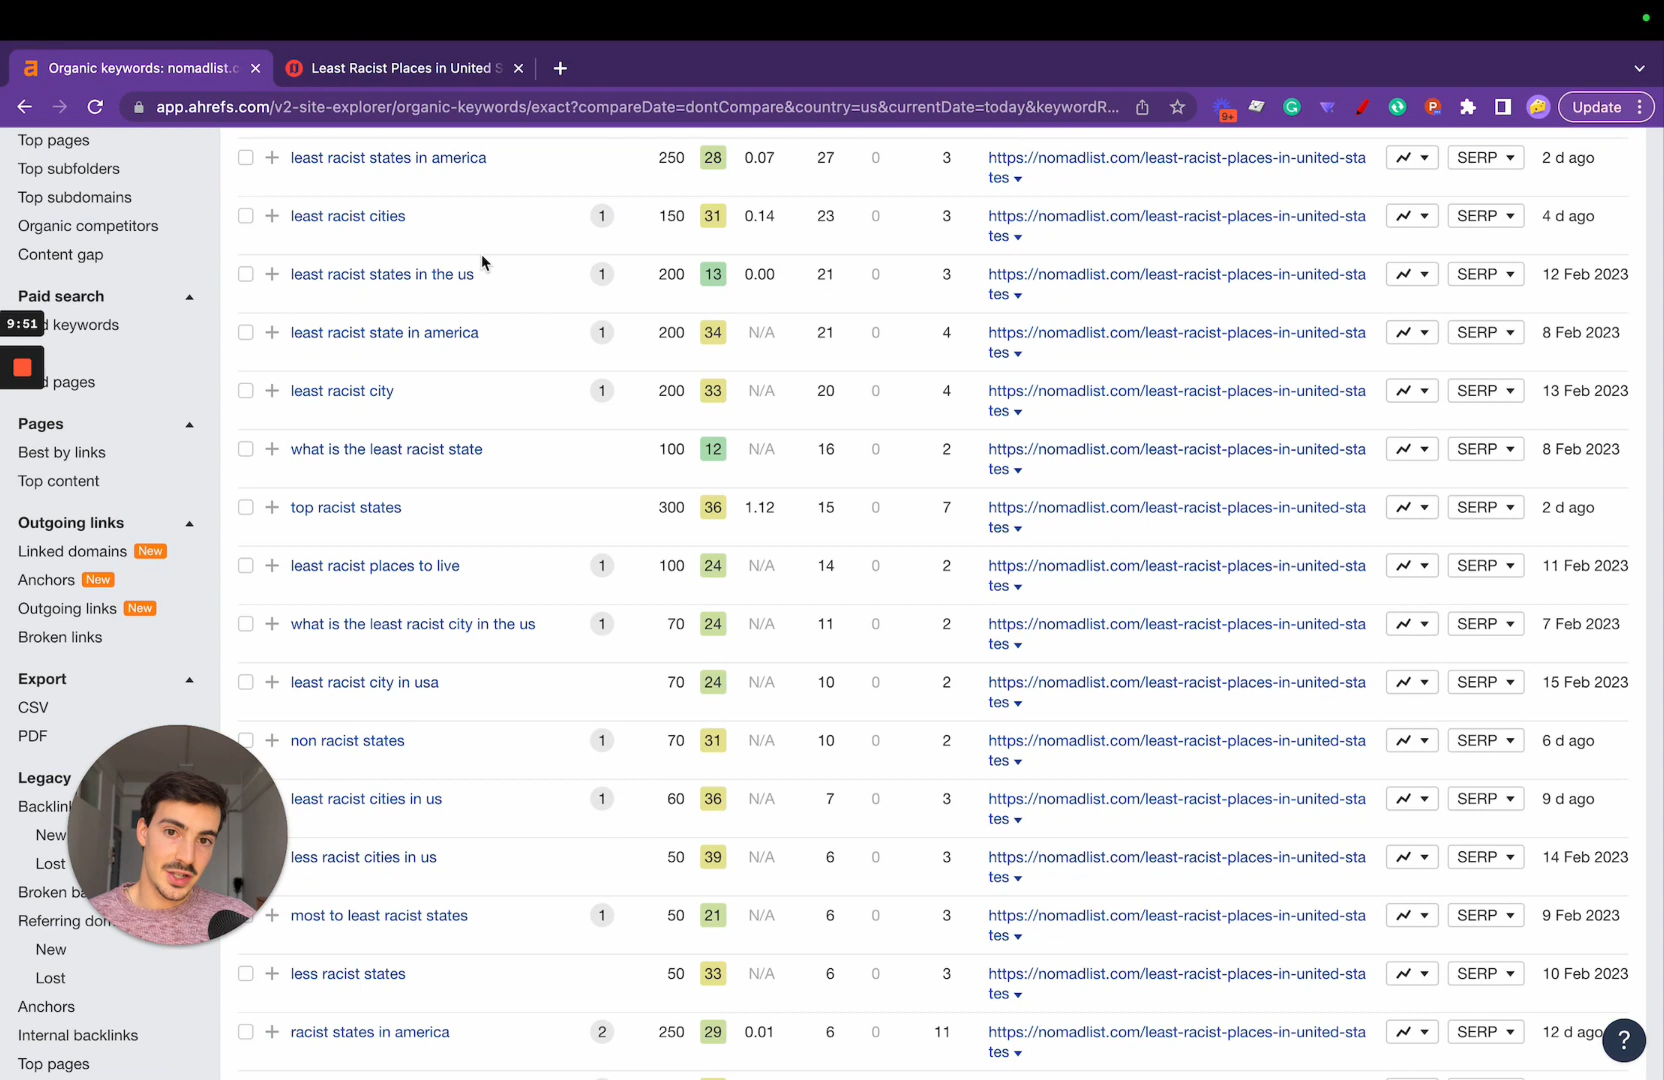 Organic keywords: nomadlist.c
Least Racist Places in United S
app.ahrefs.com/v2-site-explorer/organic-keywords/exact?compareDate=dontCompare&country=us&currentDate=today&keywordR...
9+
Update
Top pages
Top subfolders
Top subdomains
Organic competitors
Content gap
Paid search
9:51
keywords
pages
Pages
Best by links
Top content
Outgoing links
Linked domains New
Anchors New
Outgoing links New
Broken links
Export
CSV
PDF
Legacy
Backlin
New
Lost
Broken ba
Referring dom
New
Lost
Anchors
Internal backlinks
Top pages
least racist states in america 250 28 0.07 27 0 3 https://nomadlist.com/least-racist-places-in-united-sta SERP 2 d ago
tes
least racist cities 1 150 31 0.14 23 0 3 https://nomadlist.com/least-racist-places-in-united-sta SERP 4 d ago
tes
least racist states in the us 1 200 13 0.00 21 0 3 https://nomadlist.com/least-racist-places-in-united-sta SERP 12 Feb 2023
tes
least racist state in america 1 200 34 N/A 21 0 4 https://nomadlist.com/least-racist-places-in-united-sta SERP 8 Feb 2023
tes
least racist city 1 200 33 N/A 20 0 4 https://nomadlist.com/least-racist-places-in-united-sta SERP 13 Feb 2023
tes
what is the least racist state 100 12 N/A 16 0 2 https://nomadlist.com/least-racist-places-in-united-sta SERP 8 Feb 2023
tes
top racist states 300 36 1.12 15 0 7 https://nomadlist.com/least-racist-places-in-united-sta SERP 2 d ago
tes
least racist places to live 1 100 24 N/A 14 0 2 https://nomadlist.com/least-racist-places-in-united-sta SERP 11 Feb 2023
tes
what is the least racist city in the us 1 70 24 N/A 11 0 2 https://nomadlist.com/least-racist-places-in-united-sta SERP 7 Feb 2023
tes
least racist city in usa 70 24 N/A 10 0 2 https://nomadlist.com/least-racist-places-in-united-sta SERP 15 Feb 2023
tes
non racist states 1 70 31 N/A 10 0 2 https://nomadlist.com/least-racist-places-in-united-sta SERP 6 d ago
tes
least racist cities in us 1 60 36 N/A 7 0 3 https://nomadlist.com/least-racist-places-in-united-sta SERP 9 d ago
tes
less racist cities in us 50 39 N/A 6 0 3 https://nomadlist.com/least-racist-places-in-united-sta SERP 14 Feb 2023
tes
most to least racist states 1 50 21 N/A 6 0 3 https://nomadlist.com/least-racist-places-in-united-sta SERP 9 Feb 2023
tes
less racist states 50 33 N/A 6 0 3 https://nomadlist.com/least-racist-places-in-united-sta SERP 10 Feb 2023
tes
racist states in america 2 250 29 0.01 6 0 11 https://nomadlist.com/least-racist-places-in-united-sta SERP 12 d ago
tes
?